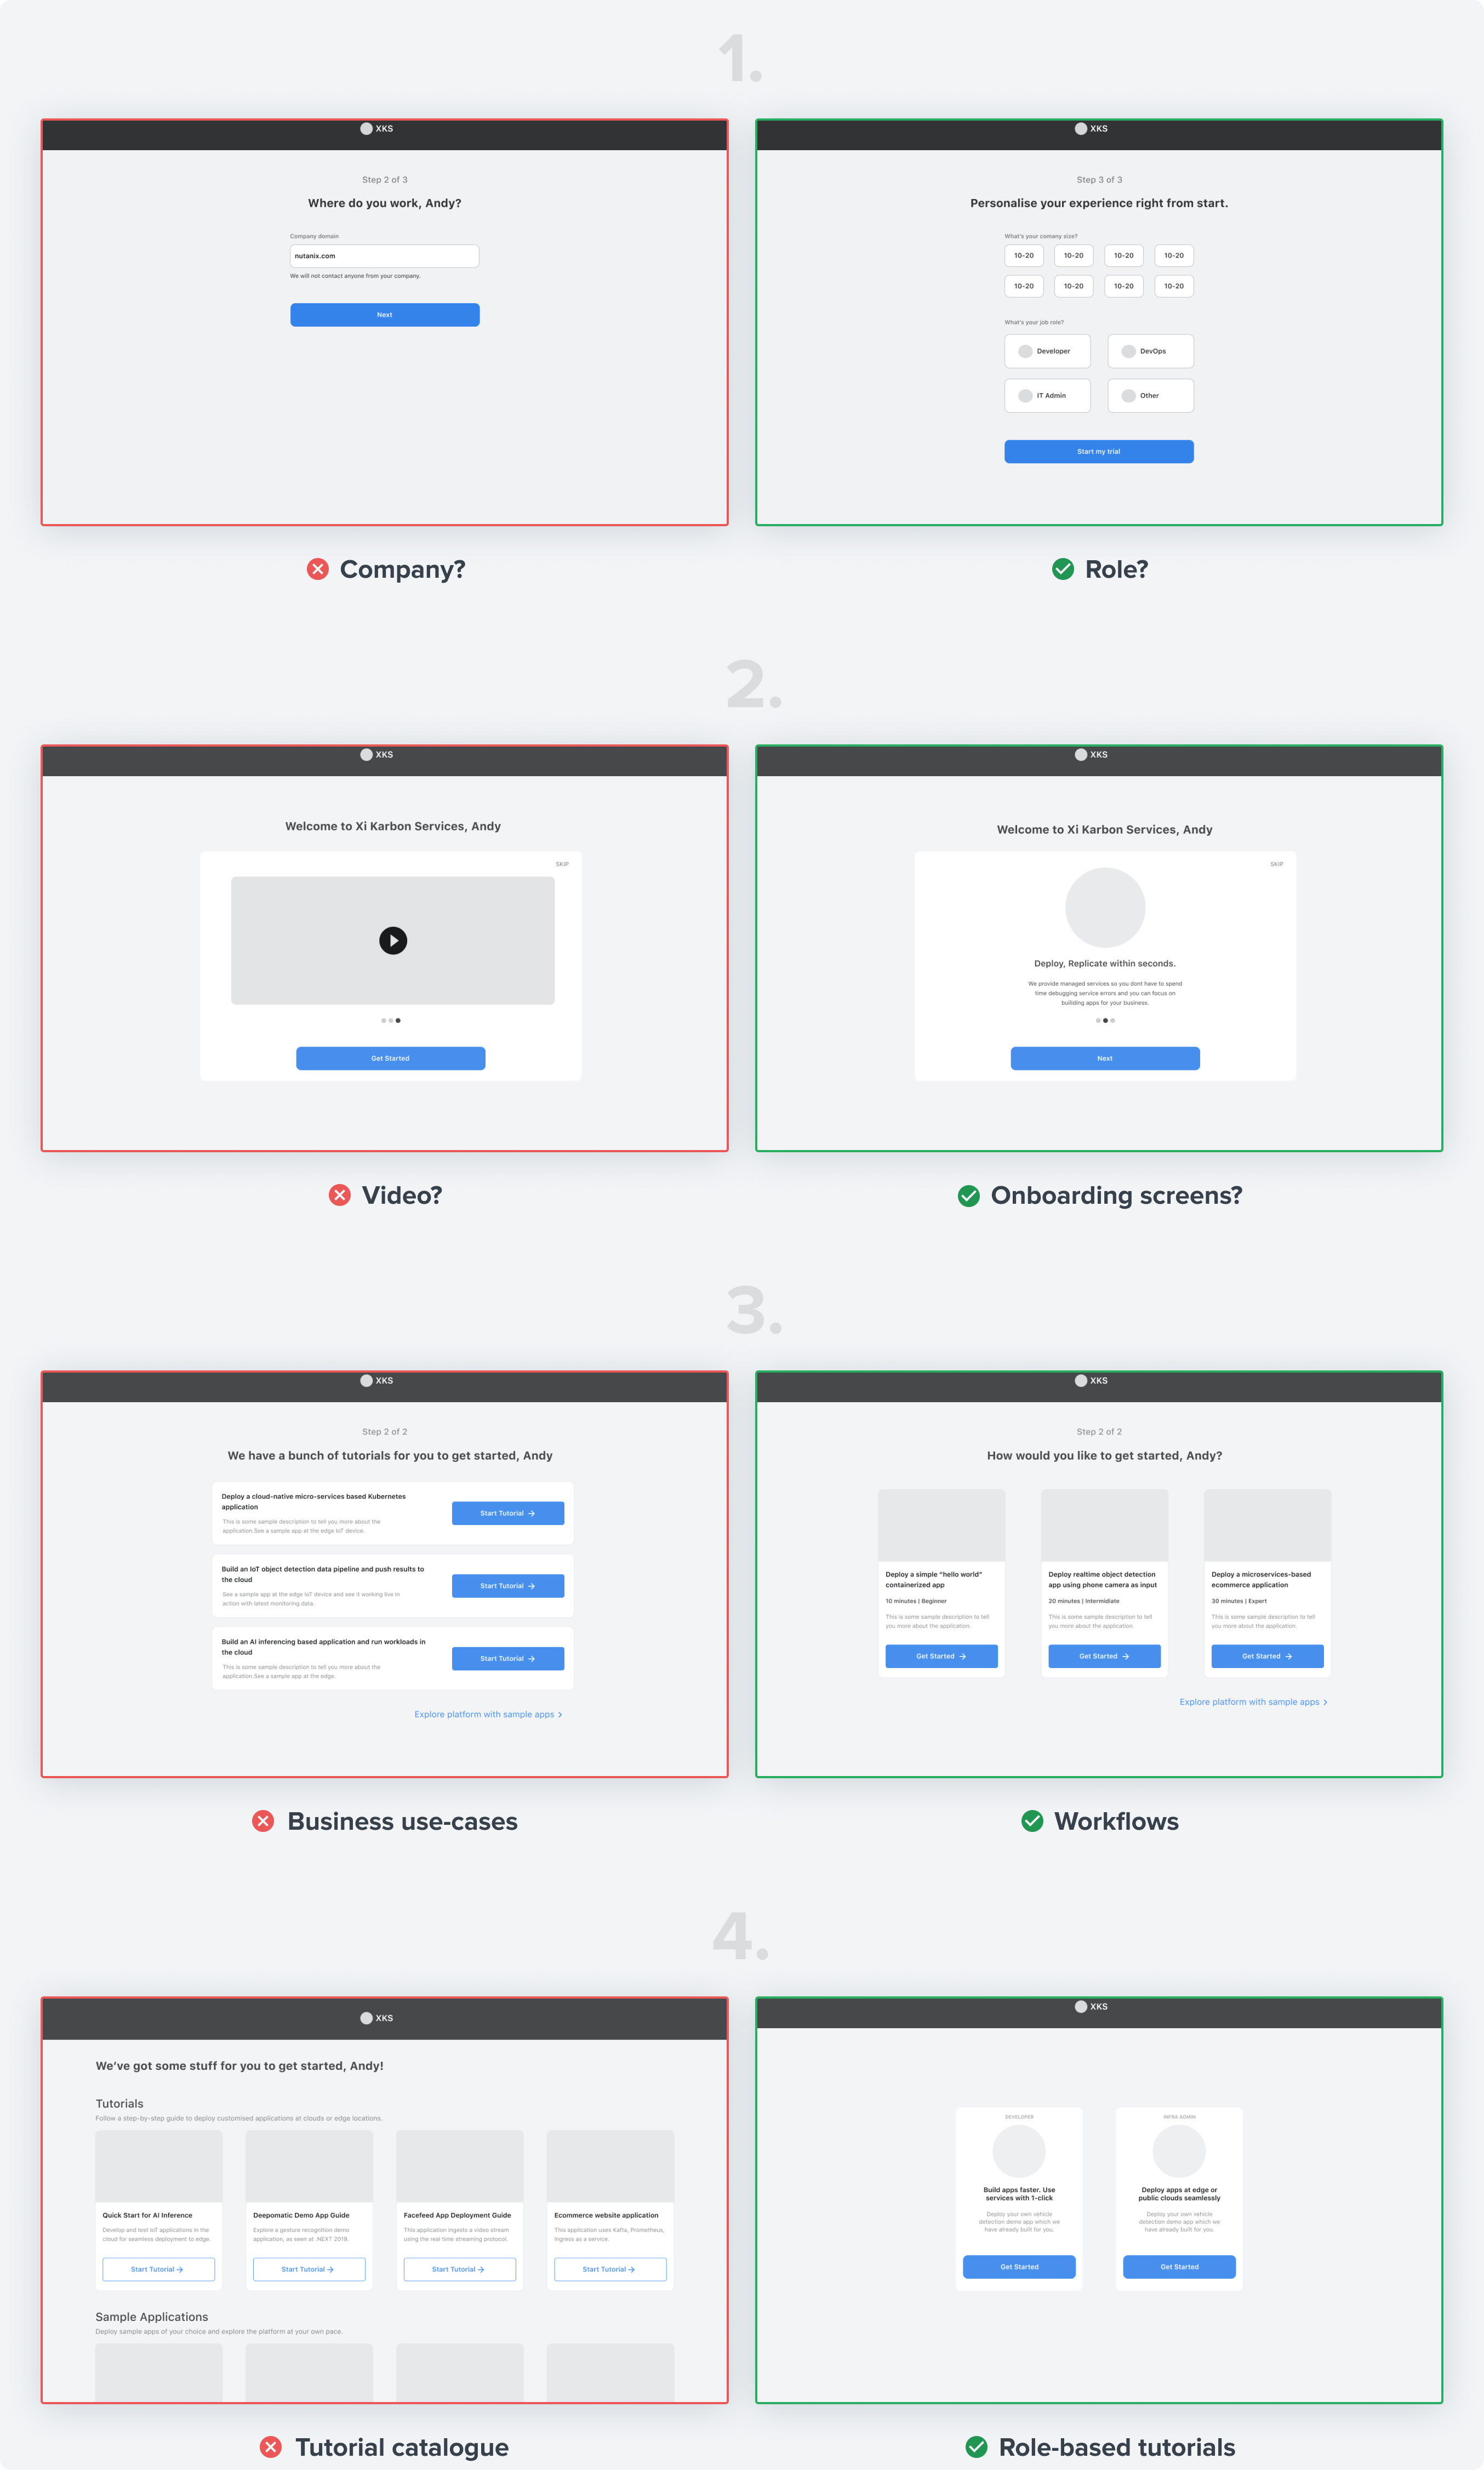 1.
XKS
Step 2 of 3
Where do you work, Andy?
Company domain
nutanix.com
We will not contact anyone from your company.
Next
Company?
XKS
Step 3 of 3
Personalise your experience right from start.
What's your comany size?
10-20 10-20 10-20 10-20
10-20 10-20 10-20 10-20
What's your job role?
Developer DevOps
IT Admin Other
Start my trial
Role?
2.
XKS
Welcome to Xi Karbon Services, Andy
SKIP
Get Started
Video?
XKS
Welcome to Xi Karbon Services, Andy
SKIP
Deploy, Replicate within seconds.
We provide managed services so you dont have to spend
time debugging service errors and you can focus on
builiding apps for your business.
Next
Onboarding screens?
3.
XKS
Step 2 of 2
We have a bunch of tutorials for you to get started, Andy
Deploy a cloud-native micro-services based Kubernetes
application
This is some sample description to tell you more about the
application.See a sample app at the edge IoT device.
Start Tutorial →
Build an IoT object detection data pipeline and push results to
the cloud
See a sample app at the edge IoT device and see it working live in
action with latest monitoring data.
Start Tutorial →
Build an AI inferencing based application and run workloads in
the cloud
This is some sample description to tell you more about the
application.See a sample app at the edge.
Start Tutorial →
Explore platform with sample apps >
Business use-cases
XKS
Step 2 of 2
How would you like to get started, Andy?
Deploy a simple “hello world”
containerized app
10 minutes | Beginner
This is some sample description to tell
you more about the application.
Get Started →
Deploy realtime object detection
app using phone camera as input
20 minutes | Intermidiate
This is some sample description to tell
you more about the application.
Get Started →
Deploy a microservices-based
ecommerce application
30 minutes | Expert
This is some sample description to tell
you more about the application.
Get Started →
Explore platform with sample apps >
Workflows
4.
XKS
We’ve got some stuff for you to get started, Andy!
Tutorials
Follow a step-by-step guide to deploy customised applications at clouds or edge locations.
Quick Start for AI Inference
Develop and test IoT applications in the
cloud for seamless deployment to edge.
Start Tutorial →
Deepomatic Demo App Guide
Explore a gesture recognition demo
application, as seen at .NEXT 2019.
Start Tutorial →
Facefeed App Deployment Guide
This application ingests a video stream
using the real time streaming protocol.
Start Tutorial →
Ecommerce website application
This application uses Kafta, Prometheus,
Ingress as a service.
Start Tutorial →
Sample Applications
Deploy sample apps of your choice and explore the platform at your own pace.
Tutorial catalogue
XKS
DEVELOPER
Build apps faster. Use
services with 1-click
Deploy your own vehicle
detection demo app which we
have already built for you.
Get Started
INFRA ADMIN
Deploy apps at edge or
public clouds seamlessly
Deploy your own vehicle
detection demo app which we
have already built for you.
Get Started
Role-based tutorials